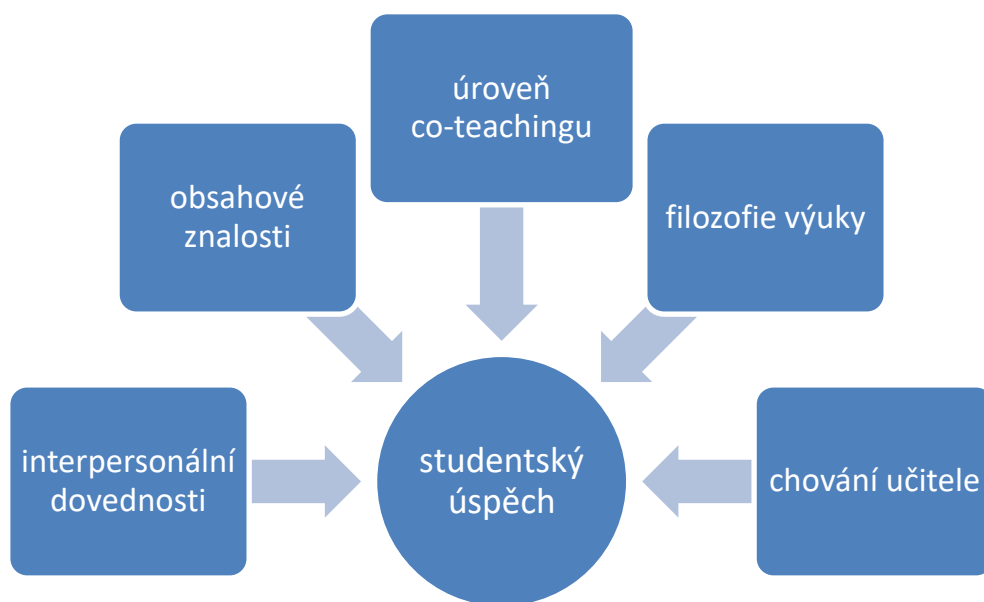 úroveň
co-teachingu
obsahové
znalosti
filozofie výuky
interpersonální
dovednosti
studentský
úspěch
chování učitele